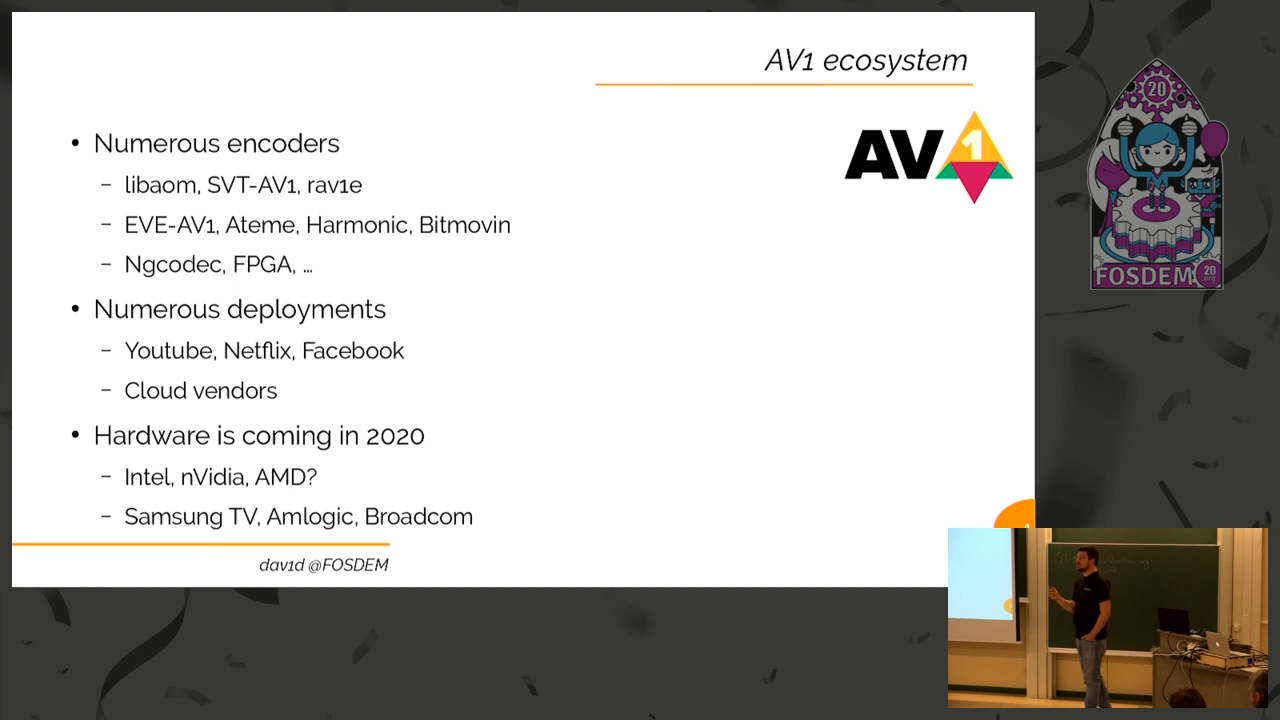 AV1 ecosystem
AV1
• Numerous encoders
– libaom, SVT-AV1, rav1e
– EVE-AV1, Ateme, Harmonic, Bitmovin
– Ngcodec, FPGA, ...
• Numerous deployments
– Youtube, Netflix, Facebook
– Cloud vendors
• Hardware is coming in 2020
– Intel, nVidia, AMD?
– Samsung TV, Amlogic, Broadcom
dav1d @FOSDEM
20
FOSDEM
20
.org